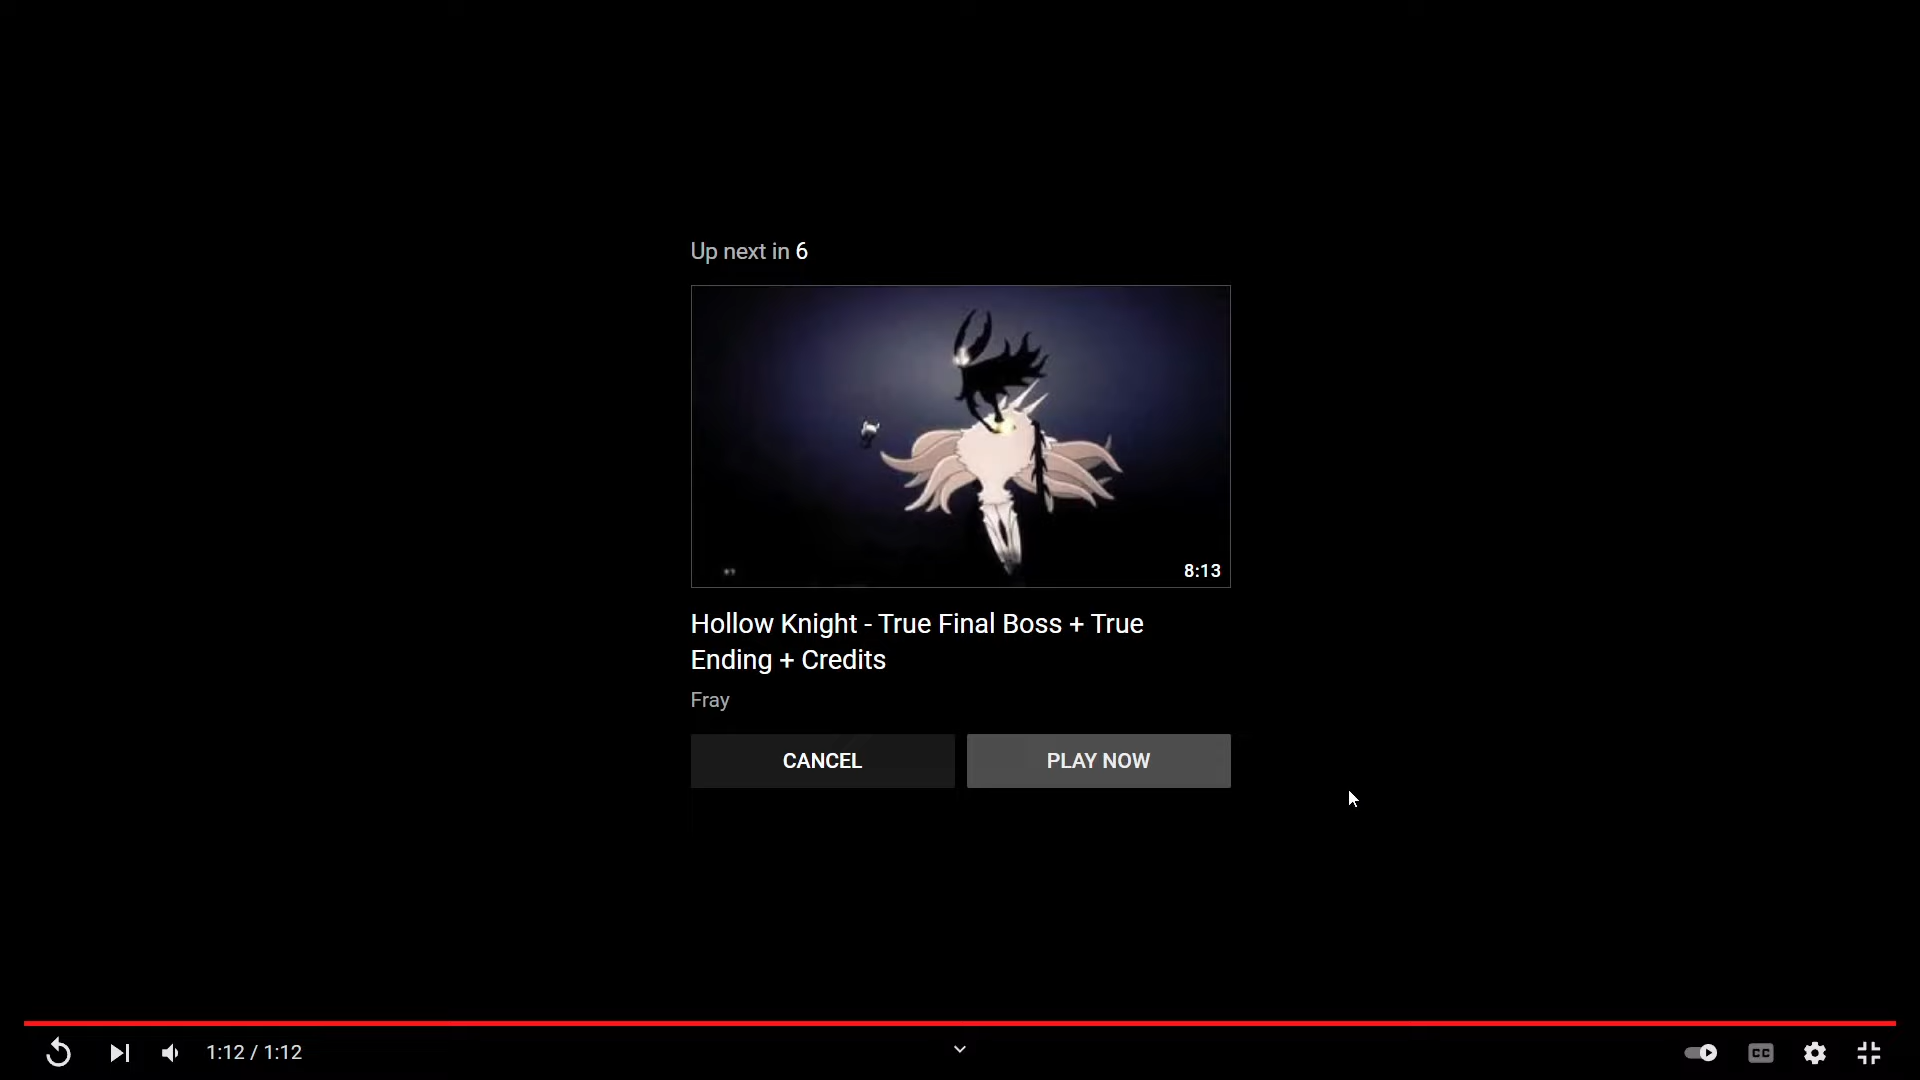 Up next in 6
8:13
Hollow Knight - True Final Boss + True
Ending + Credits
Fray
CANCEL
PLAY NOW
1:12 / 1:12
CC